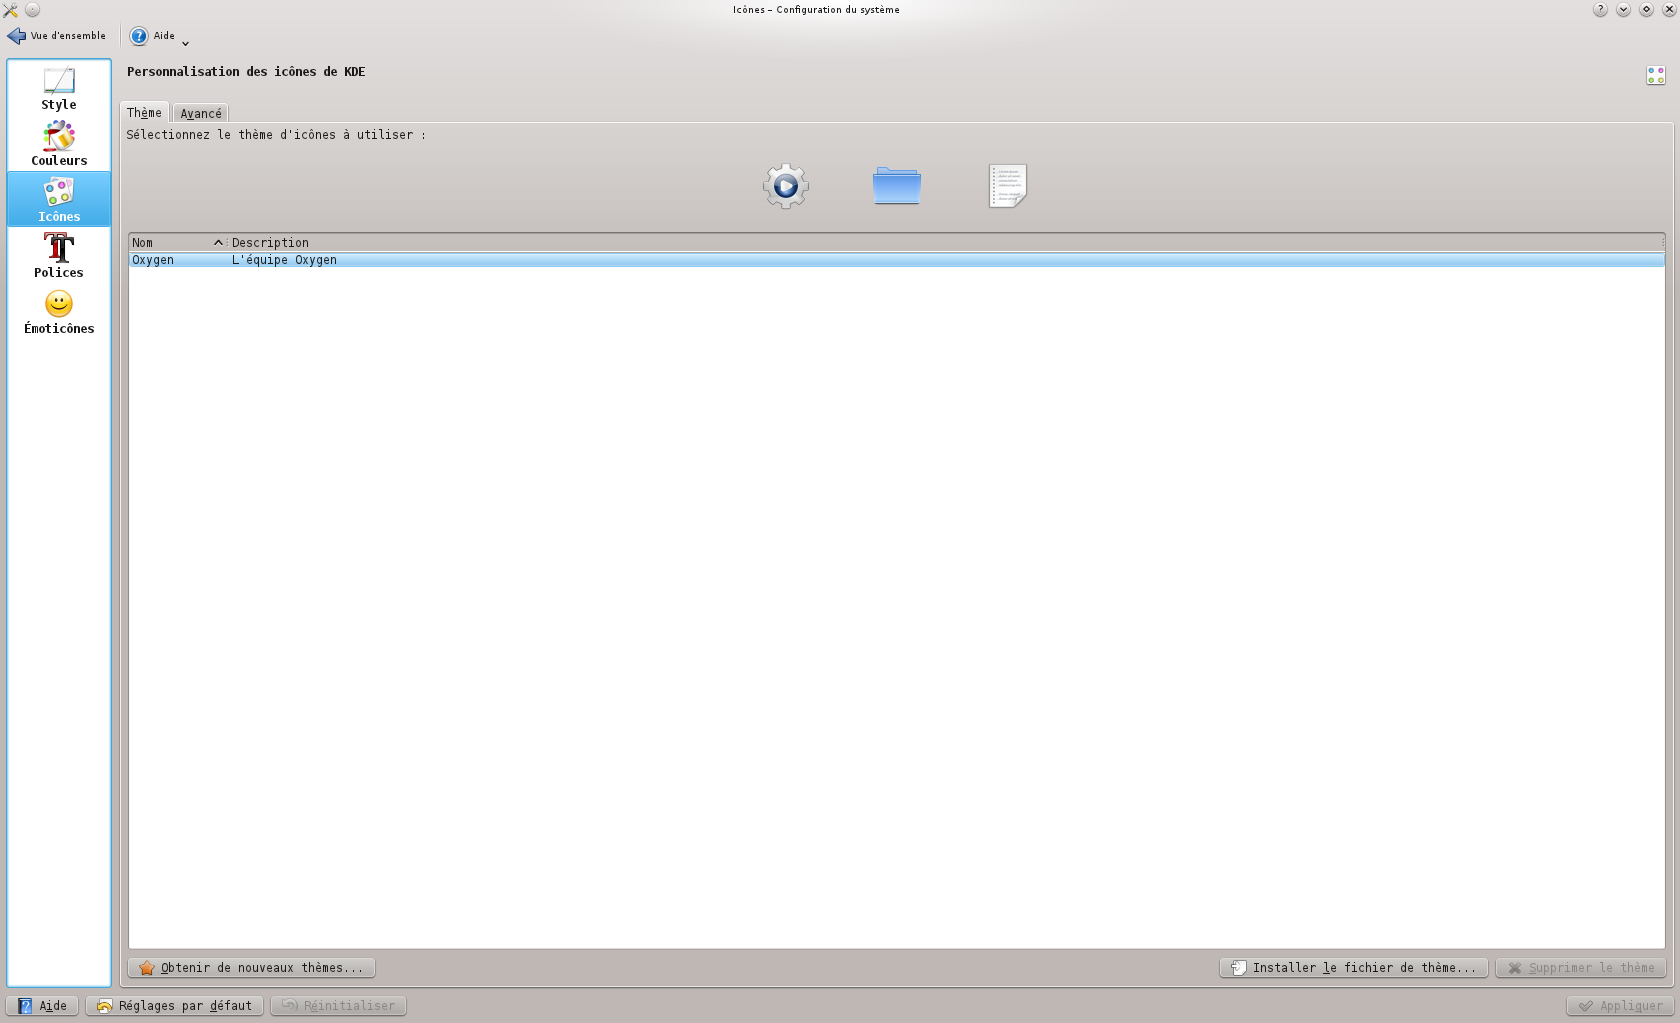 Icônes – Configuration du système
Vue d'ensemble
Aide
Style
Couleurs
Icônes
Polices
Émoticônes
Personnalisation des icônes de KDE
Thème
Avancé
Sélectionnez le thème d'icônes à utiliser :
Nom
Description
Oxygen
L'équipe Oxygen
Obtenir de nouveaux thèmes...
Installer le fichier de thème...
Supprimer le thème
Aide
Réglages par défaut
Réinitialiser
Appliquer